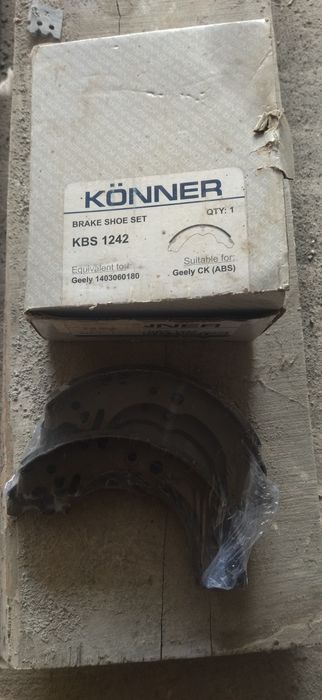 KÖNNER
BRAKE SHOE SET
QTY: 1
KBS 1242
Equivalent to:
Geely 1403060180
Suitable for:
Geely CK (ABS)